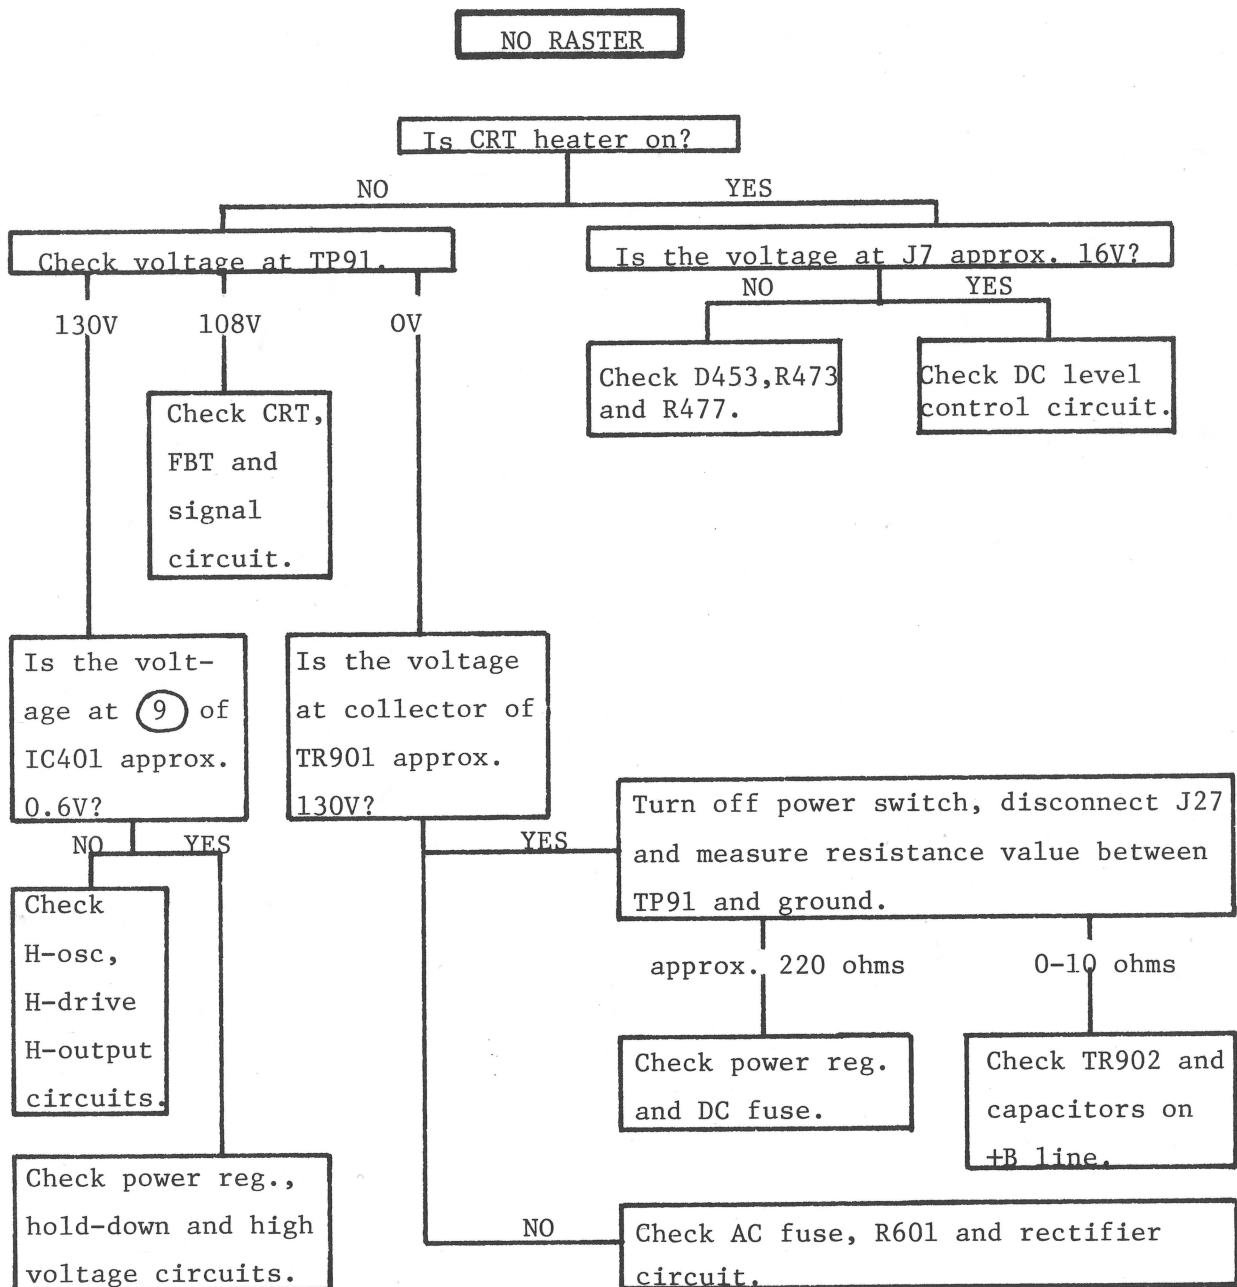 NO RASTER
Is CRT heater on?
NO
YES
Check voltage at TP91.
Is the voltage at J7 approx. 16V?
NO
YES
130V
108V
0V
Check D453,R473
and R477.
Check DC level
control circuit.
Check CRT,
FBT and
signal
circuit.
Is the volt-
age at 9 of
IC401 approx.
0.6V?
Is the voltage
at collector of
TR901 approx.
130V?
NO
YES
YES
Turn off power switch, disconnect J27
and measure resistance value between
TP91 and ground.
Check
H-osc,
H-drive
H-output
circuits.
approx. 220 ohms
0-10 ohms
Check power reg.
and DC fuse.
Check TR902 and
capacitors on
+B line.
Check power reg.,
hold-down and high
voltage circuits.
NO
Check AC fuse, R601 and rectifier
circuit.